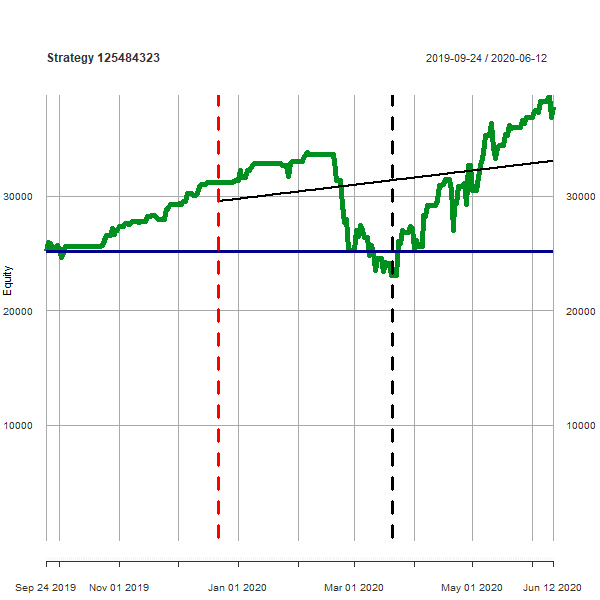 Strategy 125484323
2019-09-24 / 2020-06-12
30000
30000
Equity
20000
20000
10000
10000
Sep 24 2019
Nov 01 2019
Jan 01 2020
Mar 01 2020
May 01 2020
Jun 12 2020